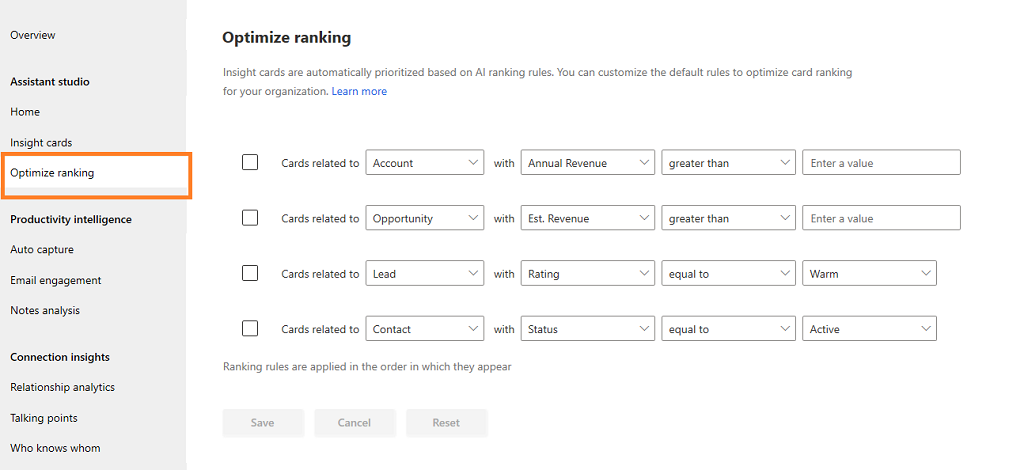 Overview
Assistant studio
Home
Insight cards
Optimize ranking
Productivity intelligence
Auto capture
Email engagement
Notes analysis
Connection insights
Relationship analytics
Talking points
Who knows whom
Optimize ranking
Insight cards are automatically prioritized based on AI ranking rules. You can customize the default rules to optimize card ranking
for your organization. Learn more
Cards related to Account with Annual Revenue greater than Enter a value
Cards related to Opportunity with Est. Revenue greater than Enter a value
Cards related to Lead with Rating equal to Warm
Cards related to Contact with Status equal to Active
Ranking rules are applied in the order in which they appear
Save Cancel Reset